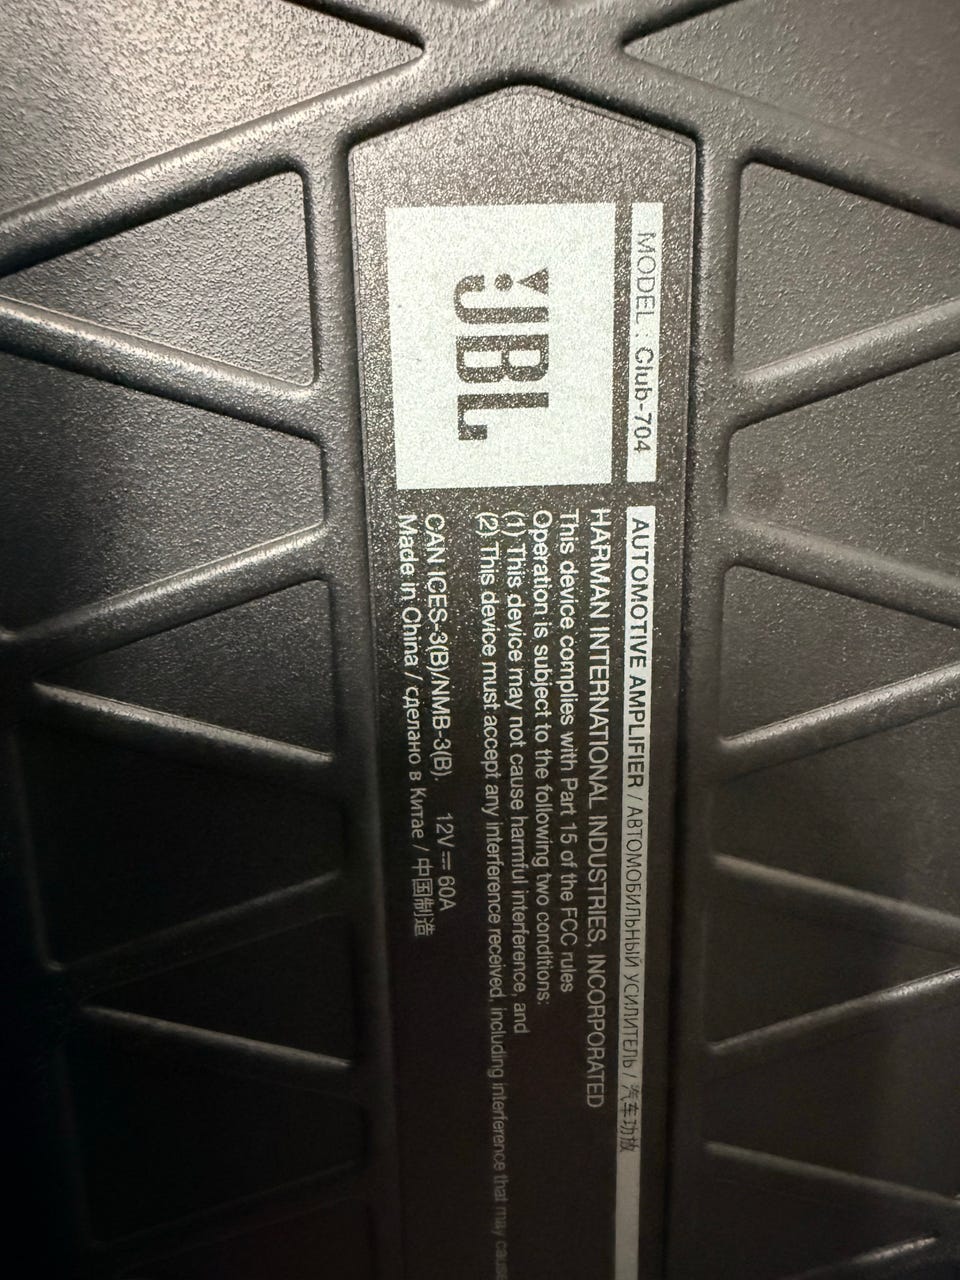 MODEL : Club-704
AUTOMOTIVE AMPLIFIER / АВТОМОБИЛЬНЫЙ УСИЛИТЕЛЬ / 汽车功放
JBL
HARMAN INTERNATIONAL INDUSTRIES, INCORPORATED
This device complies with Part 15 of the FCC rules
Operation is subject to the following two conditions:
(1) This device may not cause harmful interference, and
(2) This device must accept any interference received, including interference that may cause
CAN ICES-3(B)/NMB-3(B). 12V⎓60A
Made in China / сделано в Китае / 中国制造